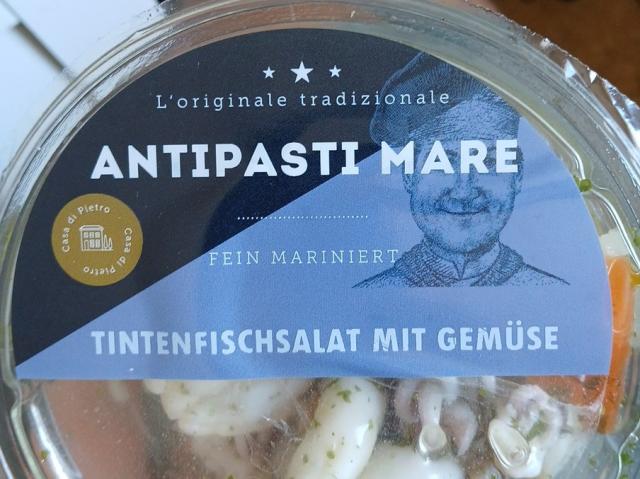 L'originale tradizionale
ANTIPASTI MARE
Casa di Pietro
Casa di Pietro
FEIN MARINIERT
TINTENFISCHSALAT MIT GEMÜSE